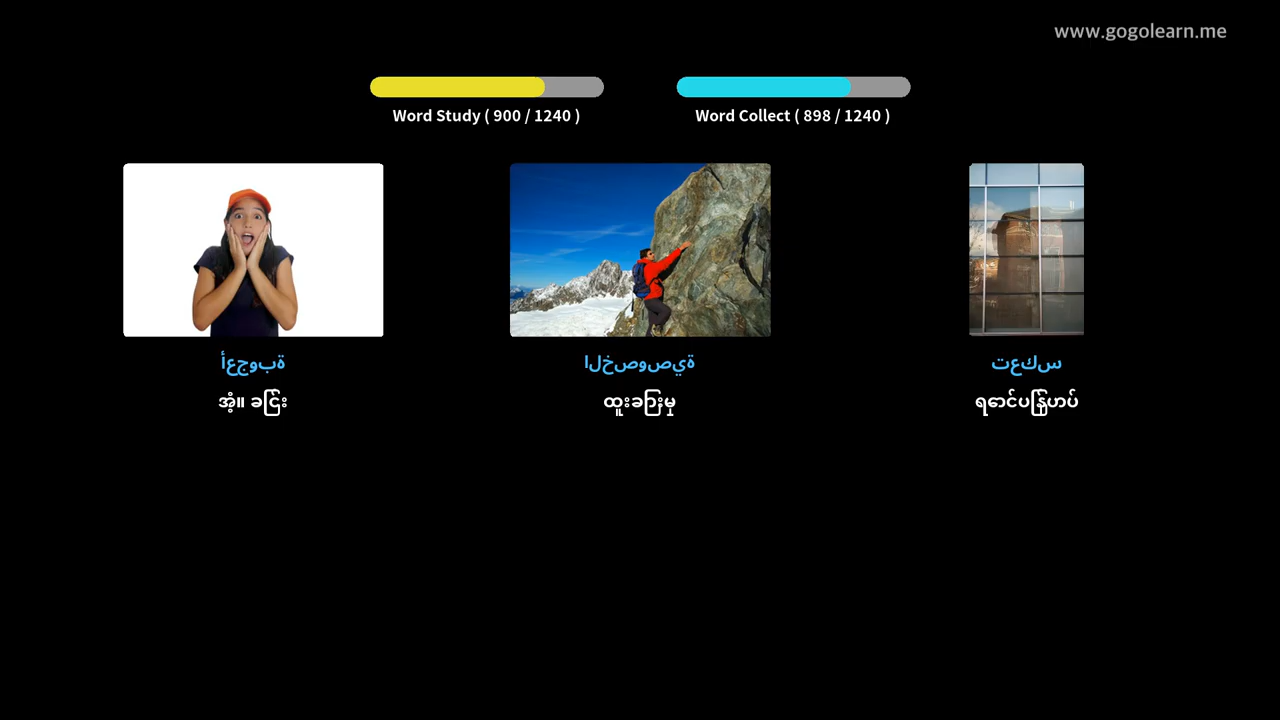 www.gogolearn.me
Word Study ( 900 / 1240 )
Word Collect ( 898 / 1240 )
أعجوبة
الخصوصية
تعكس
အံ့။ ခြင်း
ထူးခြားမှု
ရောင်ပြန်ဟပ်